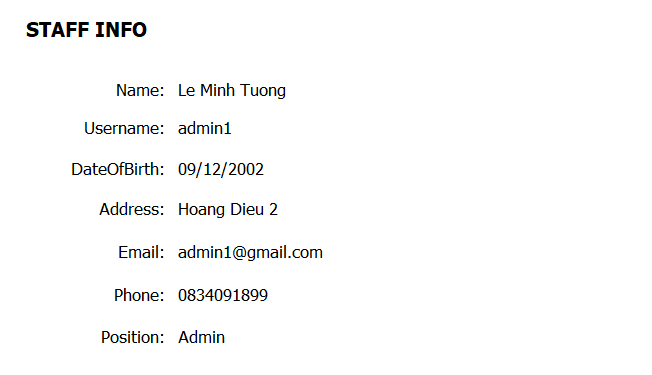 STAFF INFO
Name: Le Minh Tuong
Username: admin1
DateOfBirth: 09/12/2002
Address: Hoang Dieu 2
Email: admin1@gmail.com
Phone: 0834091899
Position: Admin